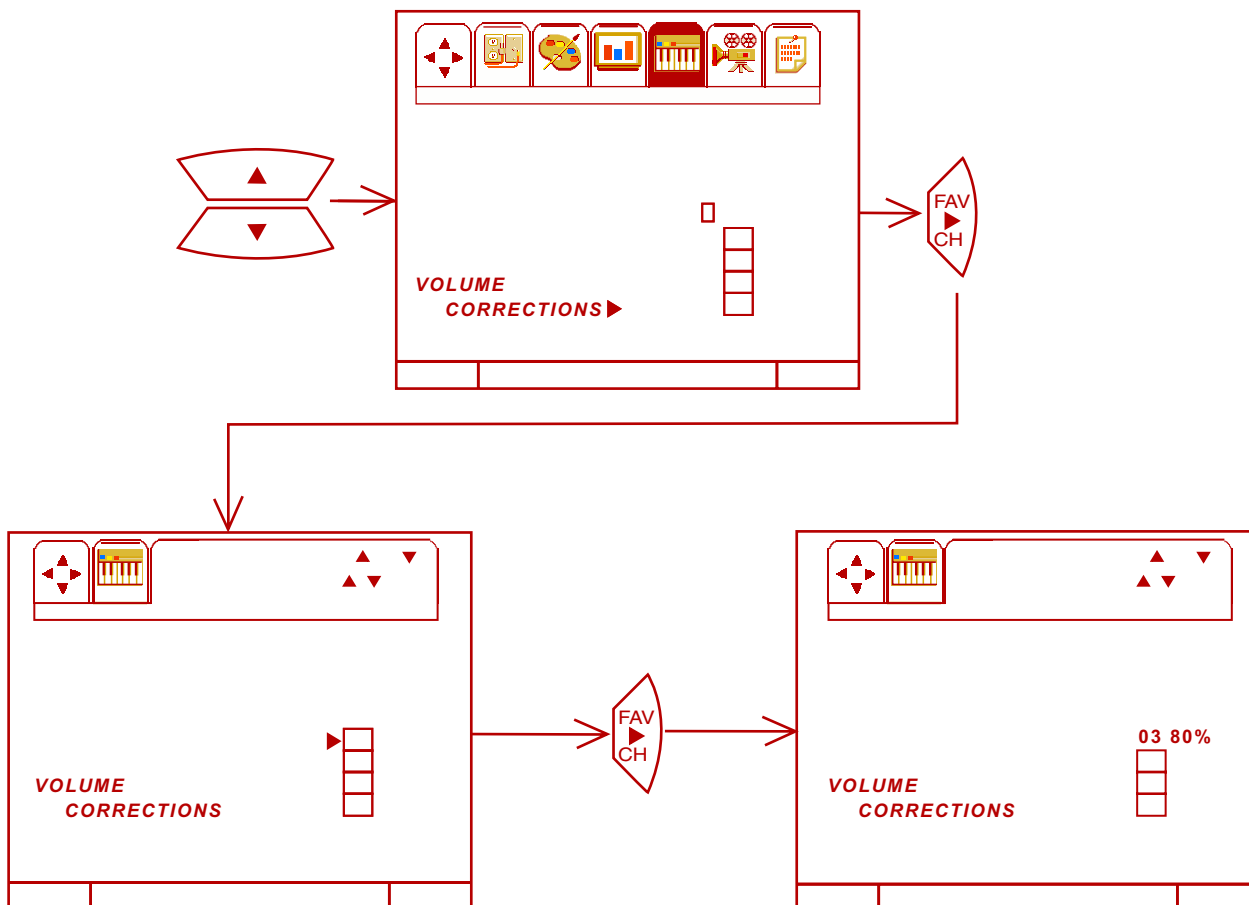 FAV
CH
VOLUME
CORRECTIONS
FAV
CH
03 80%
VOLUME
CORRECTIONS
VOLUME
CORRECTIONS